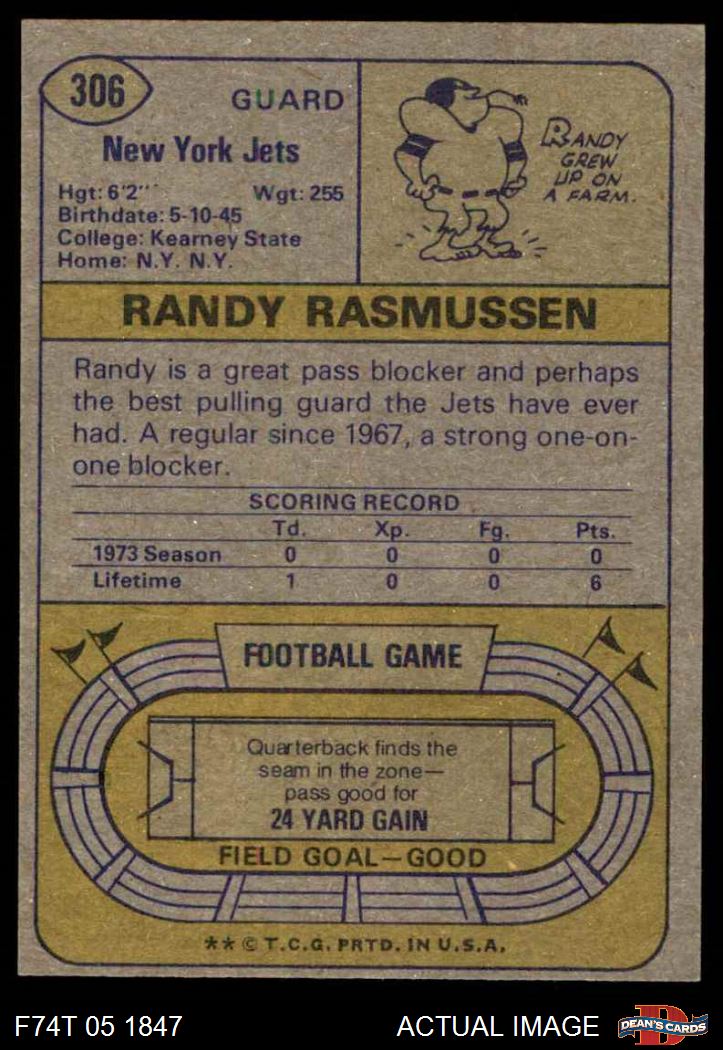 306
GUARD
New York Jets
Hgt: 6'2" Wgt: 255
Birthdate: 5-10-45
College: Kearney State
Home: N.Y. N.Y.
RANDY
GREW
UP ON
A FARM.
RANDY RASMUSSEN
Randy is a great pass blocker and perhaps
the best pulling guard the Jets have ever
had. A regular since 1967, a strong one-on-
one blocker.
SCORING RECORD
Td. Xp. Fg. Pts.
1973 Season 0 0 0 0
Lifetime 1 0 0 6
FOOTBALL GAME
Quarterback finds the
seam in the zone—
pass good for
24 YARD GAIN
FIELD GOAL—GOOD
** © T.C.G. PRTD. IN U.S.A.
F74T 05 1847 ACTUAL IMAGE
D
DEAN'S CARDS